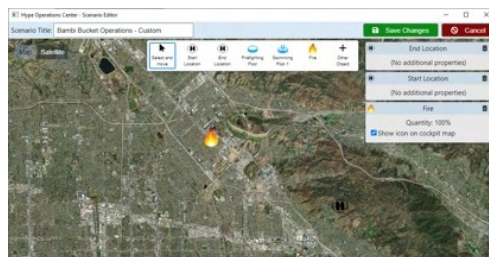 Hype Operations Center - Scenario Editor
Scenario Title: Bambi Bucket Operations - Custom
Save Changes
Cancel
Map
Satellite
Select and move
Start Location
End Location
Firefighting Pool
Swimming Pool 1
Fire
Other Object
End Location
(No additional properties)
Start Location
(No additional properties)
Fire
Quantity: 100%
Show icon on cockpit map